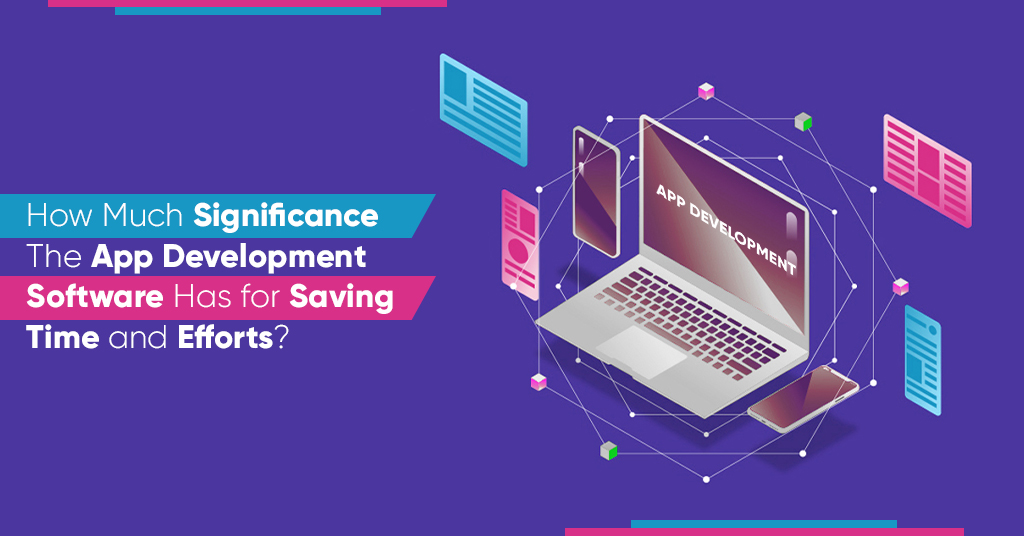 How Much Significance
The App Development
Software Has for Saving
Time and Efforts?
APP DEVELOPMENT